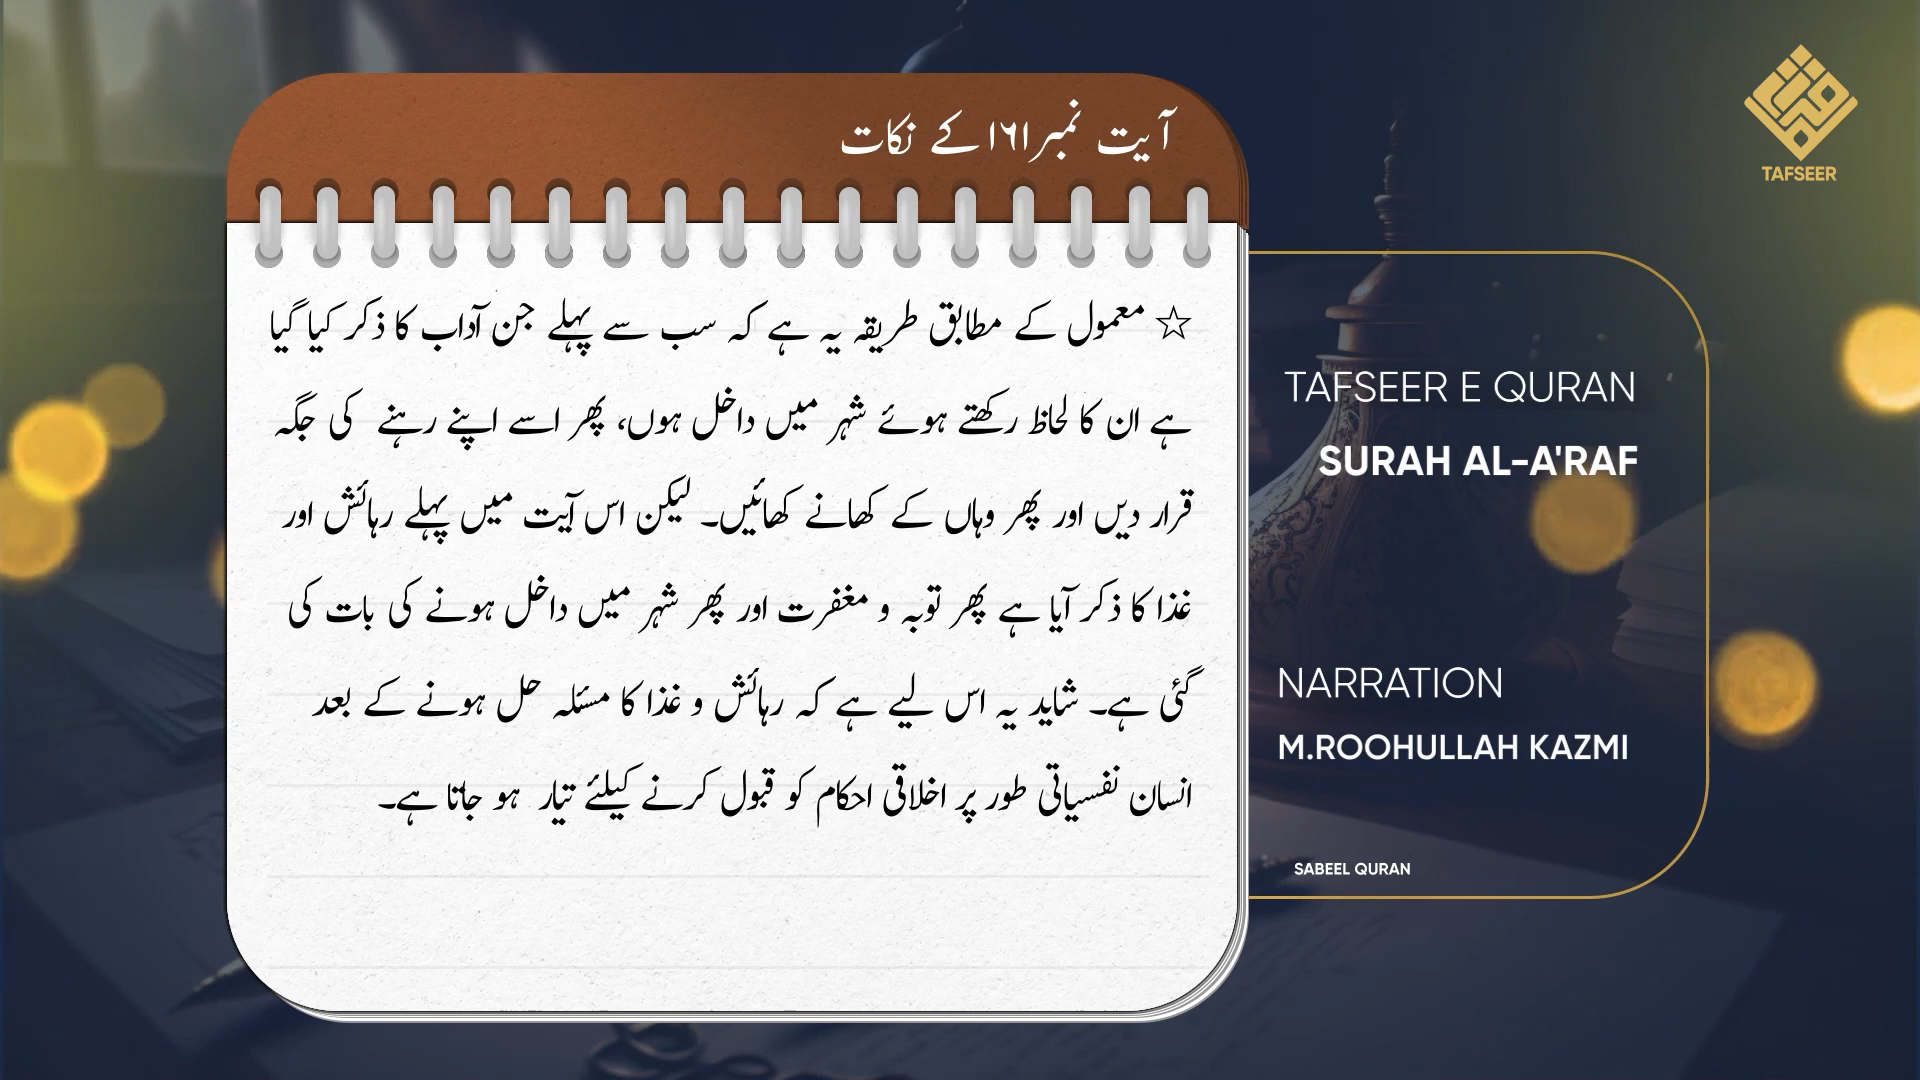 آیت نمبر۱۶۱کے نکات
☆ معمول کے مطابق طریقہ یہ ہے کہ سب سے پہلے جن آداب کا ذکر کیا گیا
ہے ان کا لحاظ رکھتے ہوئے شہر میں داخل ہوں، پھر اسے اپنے رہنے کی جگہ
قرار دیں اور پھر وہاں کے کھانے کھائیں۔ لیکن اس آیت میں پہلے رہائش اور
غذا کا ذکر آیا ہے پھر توبہ و مغفرت اور پھر شہر میں داخل ہونے کی بات کی
گئی ہے۔ شاید یہ اس لیے ہے کہ رہائش و غذا کا مسئلہ حل ہونے کے بعد
انسان نفسیاتی طور پر اخلاقی احکام کو قبول کرنے کیلئے تیار ہو جاتا ہے۔
TAFSEER
TAFSEER E QURAN
SURAH AL-A'RAF
NARRATION
M.ROOHULLAH KAZMI
SABEEL QURAN